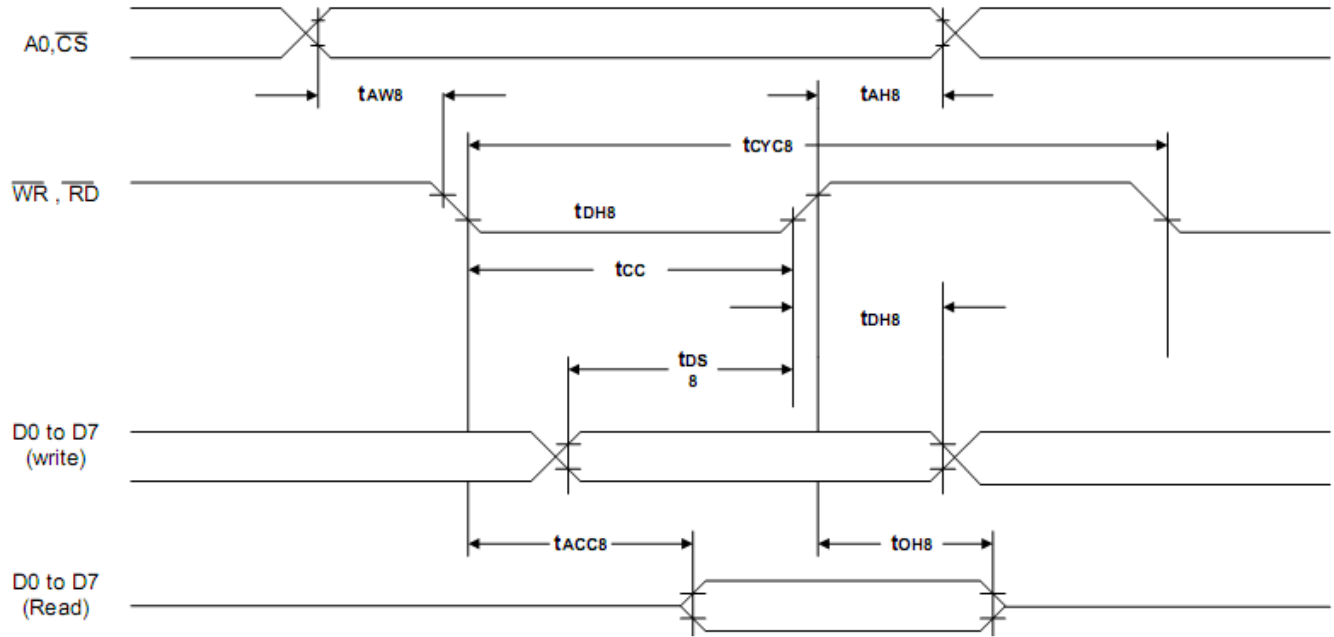 A0,CS
tAW8
tAH8
tCYC8
WR , RD
tDH8
tCC
tDH8
tDS
8
D0 to D7
(write)
tACC8
tOH8
D0 to D7
(Read)